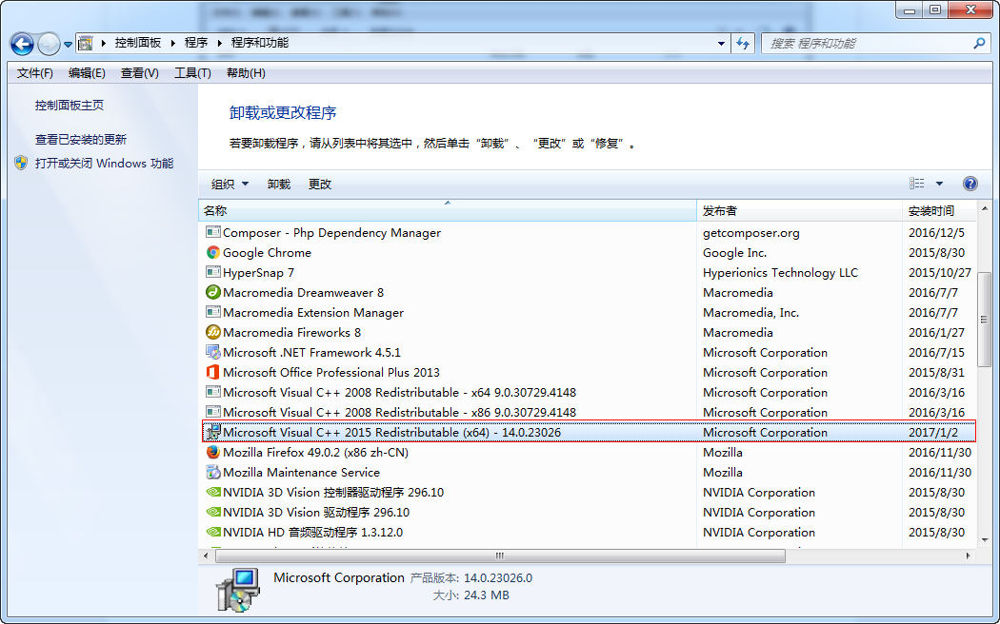 控制面板 程序 程序和功能 搜索 程序和功能
文件(F) 编辑(E) 查看(V) 工具(T) 帮助(H)
控制面板主页
查看已安装的更新
打开或关闭 Windows 功能
卸载或更改程序
若要卸载程序，请从列表中将其选中，然后单击“卸载”、“更改”或“修复”。
组织 卸载 更改
名称 发布者 安装时间
Composer - Php Dependency Manager getcomposer.org 2016/12/5
Google Chrome Google Inc. 2015/8/30
HyperSnap 7 Hyperionics Technology LLC 2015/10/27
Macromedia Dreamweaver 8 Macromedia 2016/7/7
Macromedia Extension Manager Macromedia, Inc. 2016/7/7
Macromedia Fireworks 8 Macromedia 2016/1/27
Microsoft .NET Framework 4.5.1 Microsoft Corporation 2016/7/15
Microsoft Office Professional Plus 2013 Microsoft Corporation 2015/8/31
Microsoft Visual C++ 2008 Redistributable - x64 9.0.30729.4148 Microsoft Corporation 2016/3/16
Microsoft Visual C++ 2008 Redistributable - x86 9.0.30729.4148 Microsoft Corporation 2016/3/16
Microsoft Visual C++ 2015 Redistributable (x64) - 14.0.23026 Microsoft Corporation 2017/1/2
Mozilla Firefox 49.0.2 (x86 zh-CN) Mozilla 2016/11/30
Mozilla Maintenance Service Mozilla 2016/11/30
NVIDIA 3D Vision 控制器驱动程序 296.10 NVIDIA Corporation 2015/8/30
NVIDIA 3D Vision 驱动程序 296.10 NVIDIA Corporation 2015/8/30
NVIDIA HD 音频驱动程序 1.3.12.0 NVIDIA Corporation 2015/8/30
Microsoft Corporation 产品版本: 14.0.23026.0
大小: 24.3 MB